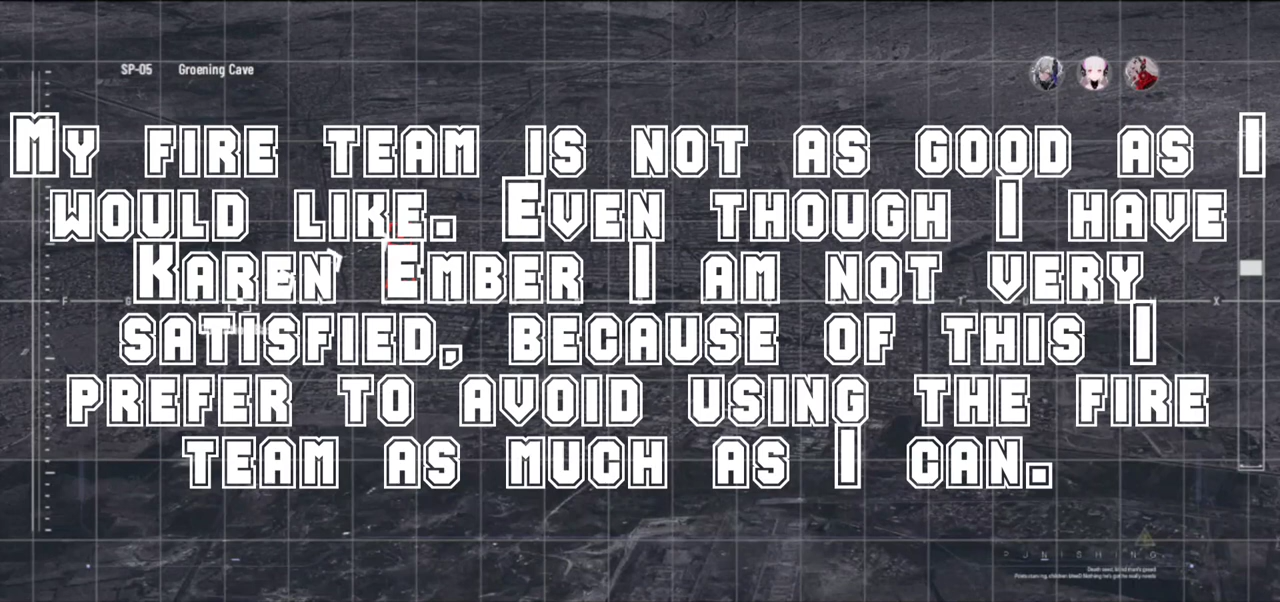 SP-05 Groening Cave
My fire team is not as good as I
would like. Even though I have
Karen Ember I am not very
satisfied, because of this I
prefer to avoid using the fire
team as much as I can.
PUNISHING